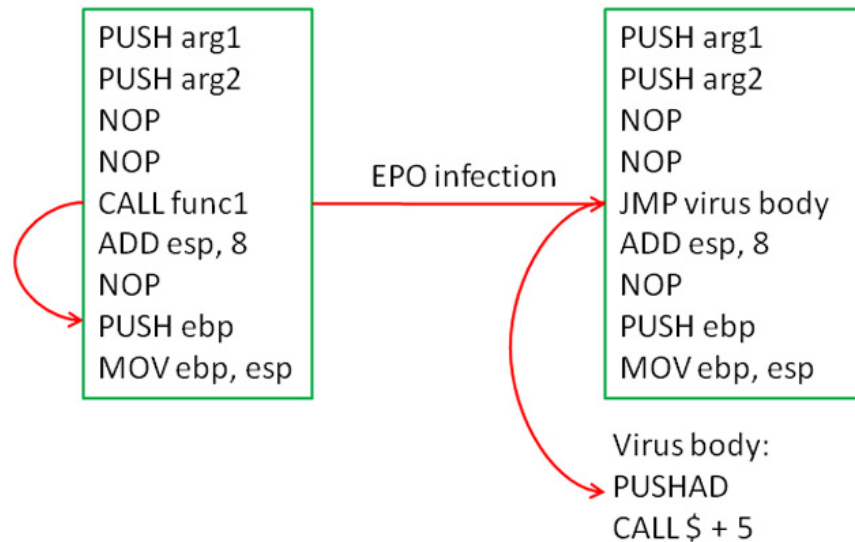 PUSH arg1
PUSH arg2
NOP
NOP
CALL func1
ADD esp, 8
NOP
PUSH ebp
MOV ebp, esp
EPO infection
PUSH arg1
PUSH arg2
NOP
NOP
JMP virus body
ADD esp, 8
NOP
PUSH ebp
MOV ebp, esp
Virus body:
PUSHAD
CALL $ + 5